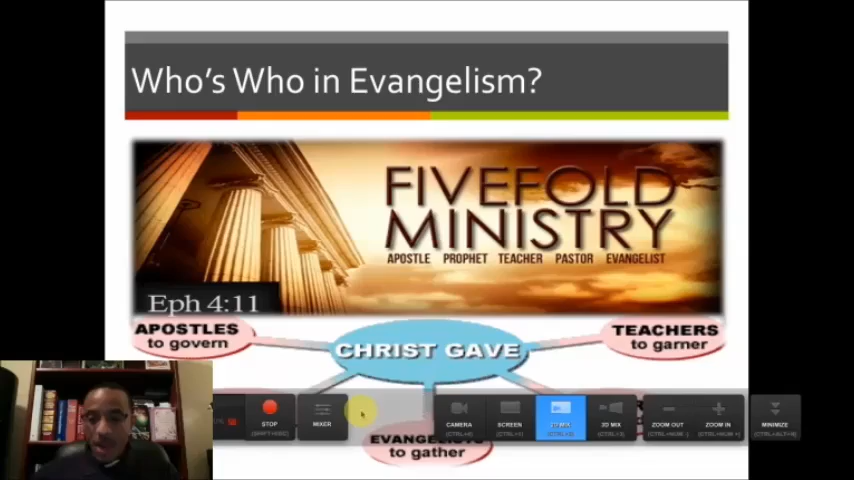 Who's Who in Evangelism?
FIVEFOLD
MINISTRY
APOSTLE PROPHET TEACHER PASTOR EVANGELIST
Eph 4:11
APOSTLES
to govern
CHRIST GAVE
TEACHERS
to garner
STOP
MIXER
CAMERA
SCREEN
2D MIX
3D MIX
ZOOM OUT
ZOOM IN
MINIMIZE
to gather